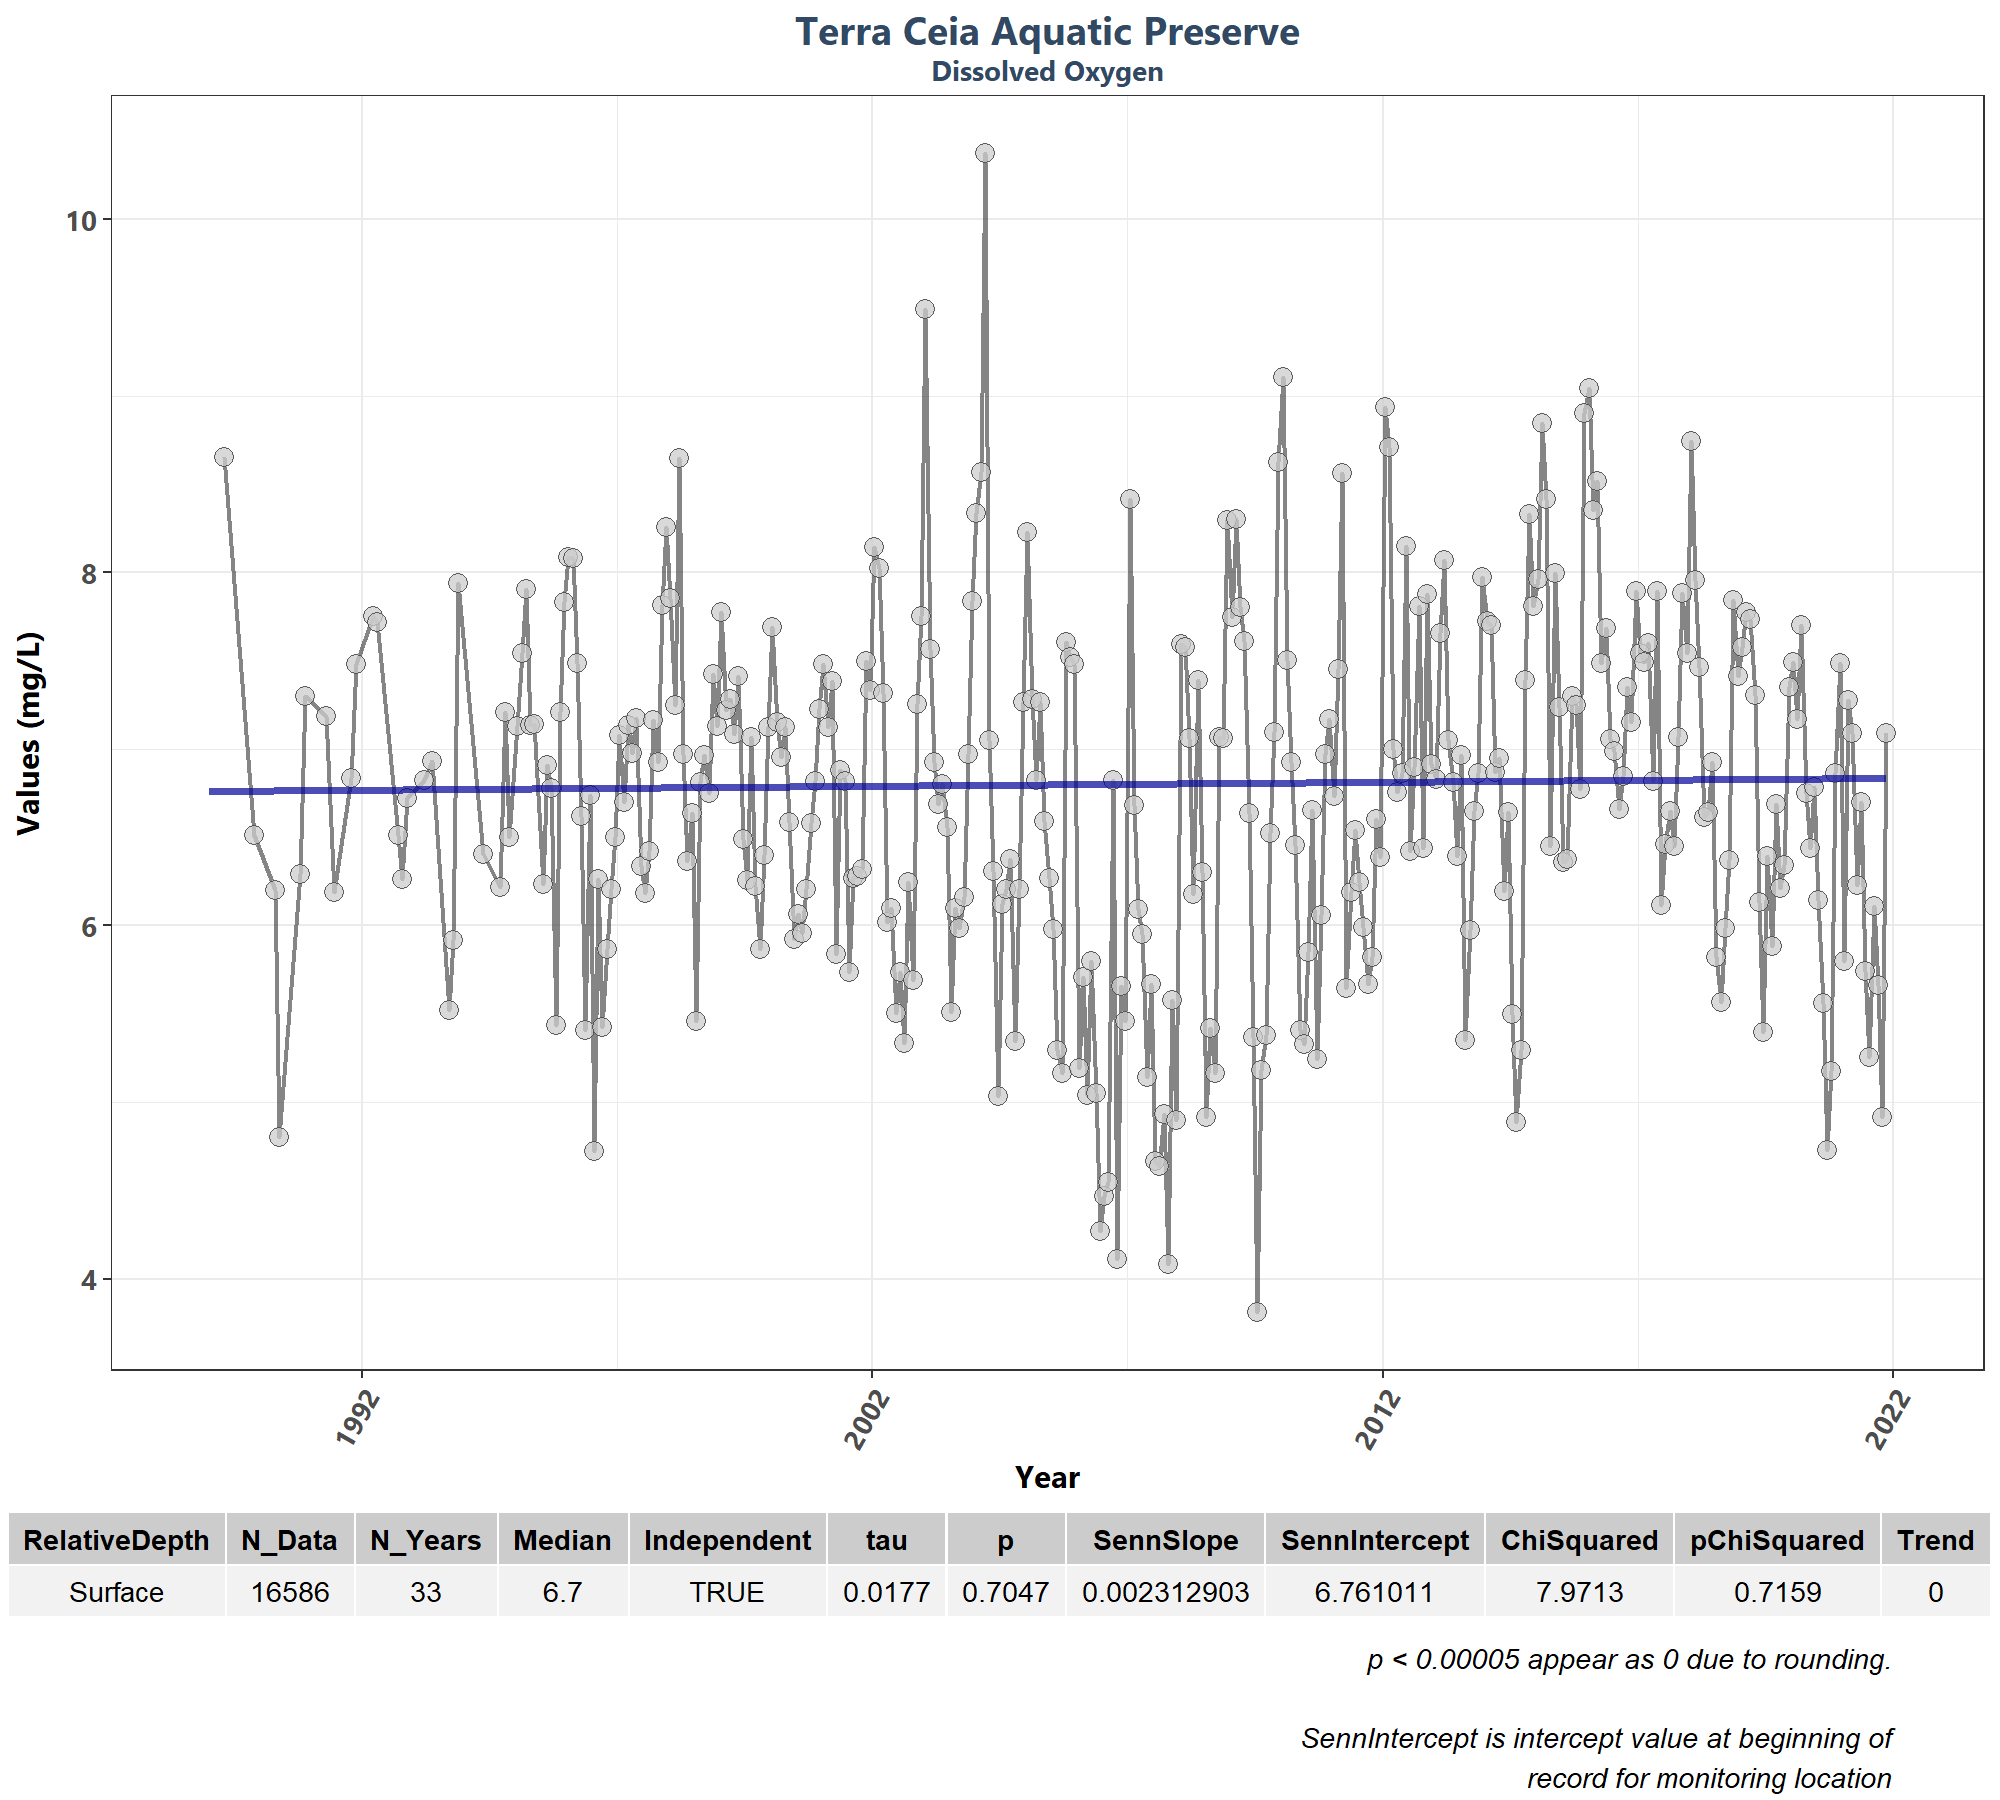 Terra Ceia Aquatic Preserve
Dissolved Oxygen
Values (mg/L)
10
8
6
4
1992
2002
2012
2022
Year
RelativeDepth N_Data N_Years Median Independent tau p SennSlope SennIntercept ChiSquared pChiSquared Trend
Surface 16586 33 6.7 TRUE 0.0177 0.7047 0.002312903 6.761011 7.9713 0.7159 0
p < 0.00005 appear as 0 due to rounding.
SennIntercept is intercept value at beginning of
record for monitoring location